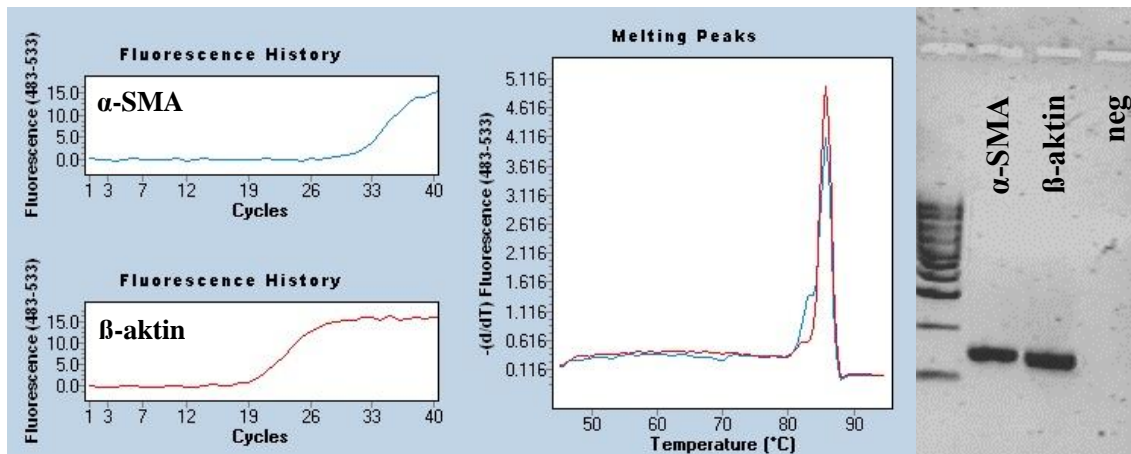 Fluorescence History
Fluorescence (483-533)
15.0
10.0
5.0
0.0
α-SMA
1 3 7 12 19 26 33 40
Cycles
Fluorescence History
Fluorescence (483-533)
15.0
10.0
5.0
0.0
ß-aktin
1 3 7 12 19 26 33 40
Cycles
Melting Peaks
-(d/dT) Fluorescence (483-533)
5.116
4.616
4.116
3.616
3.116
2.616
2.116
1.616
1.116
0.616
0.116
50 60 70 80 90
Temperature (°C)
α-SMA
ß-aktin
neg